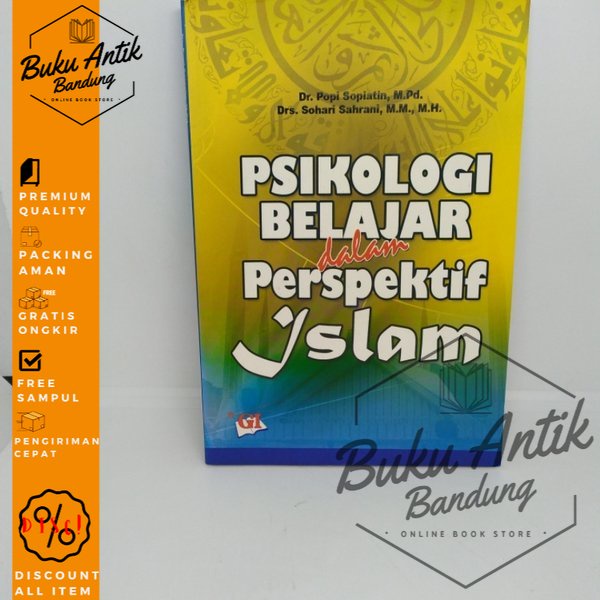 Buku Antik
Bandung
• ONLINE BOOK STORE •
PREMIUM
QUALITY
PACKING
AMAN
FREE
GRATIS
ONGKIR
FREE
SAMPUL
PENGIRIMAN
CEPAT
DISC!
%
DISCOUNT
ALL ITEM
Dr. Popi Sopiatin, M.Pd.
Drs. Sohari Sahrani, M.M., M.H.
PSIKOLOGI
BELAJAR
dalam
Perspektif
Islam
GI
Buku Antik
Bandung
• ONLINE BOOK STORE •